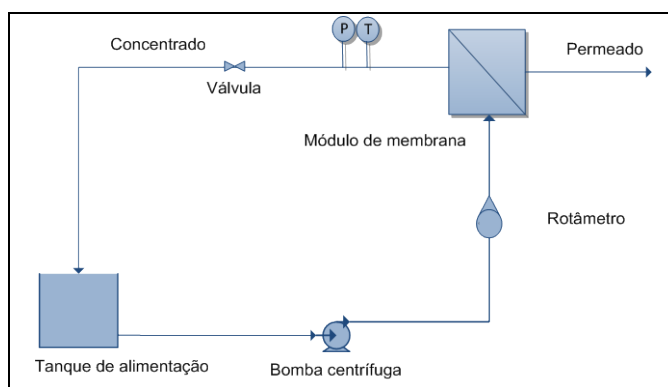 P T
Concentrado
Permeado
Válvula
Módulo de membrana
Rotâmetro
Tanque de alimentação
Bomba centrífuga